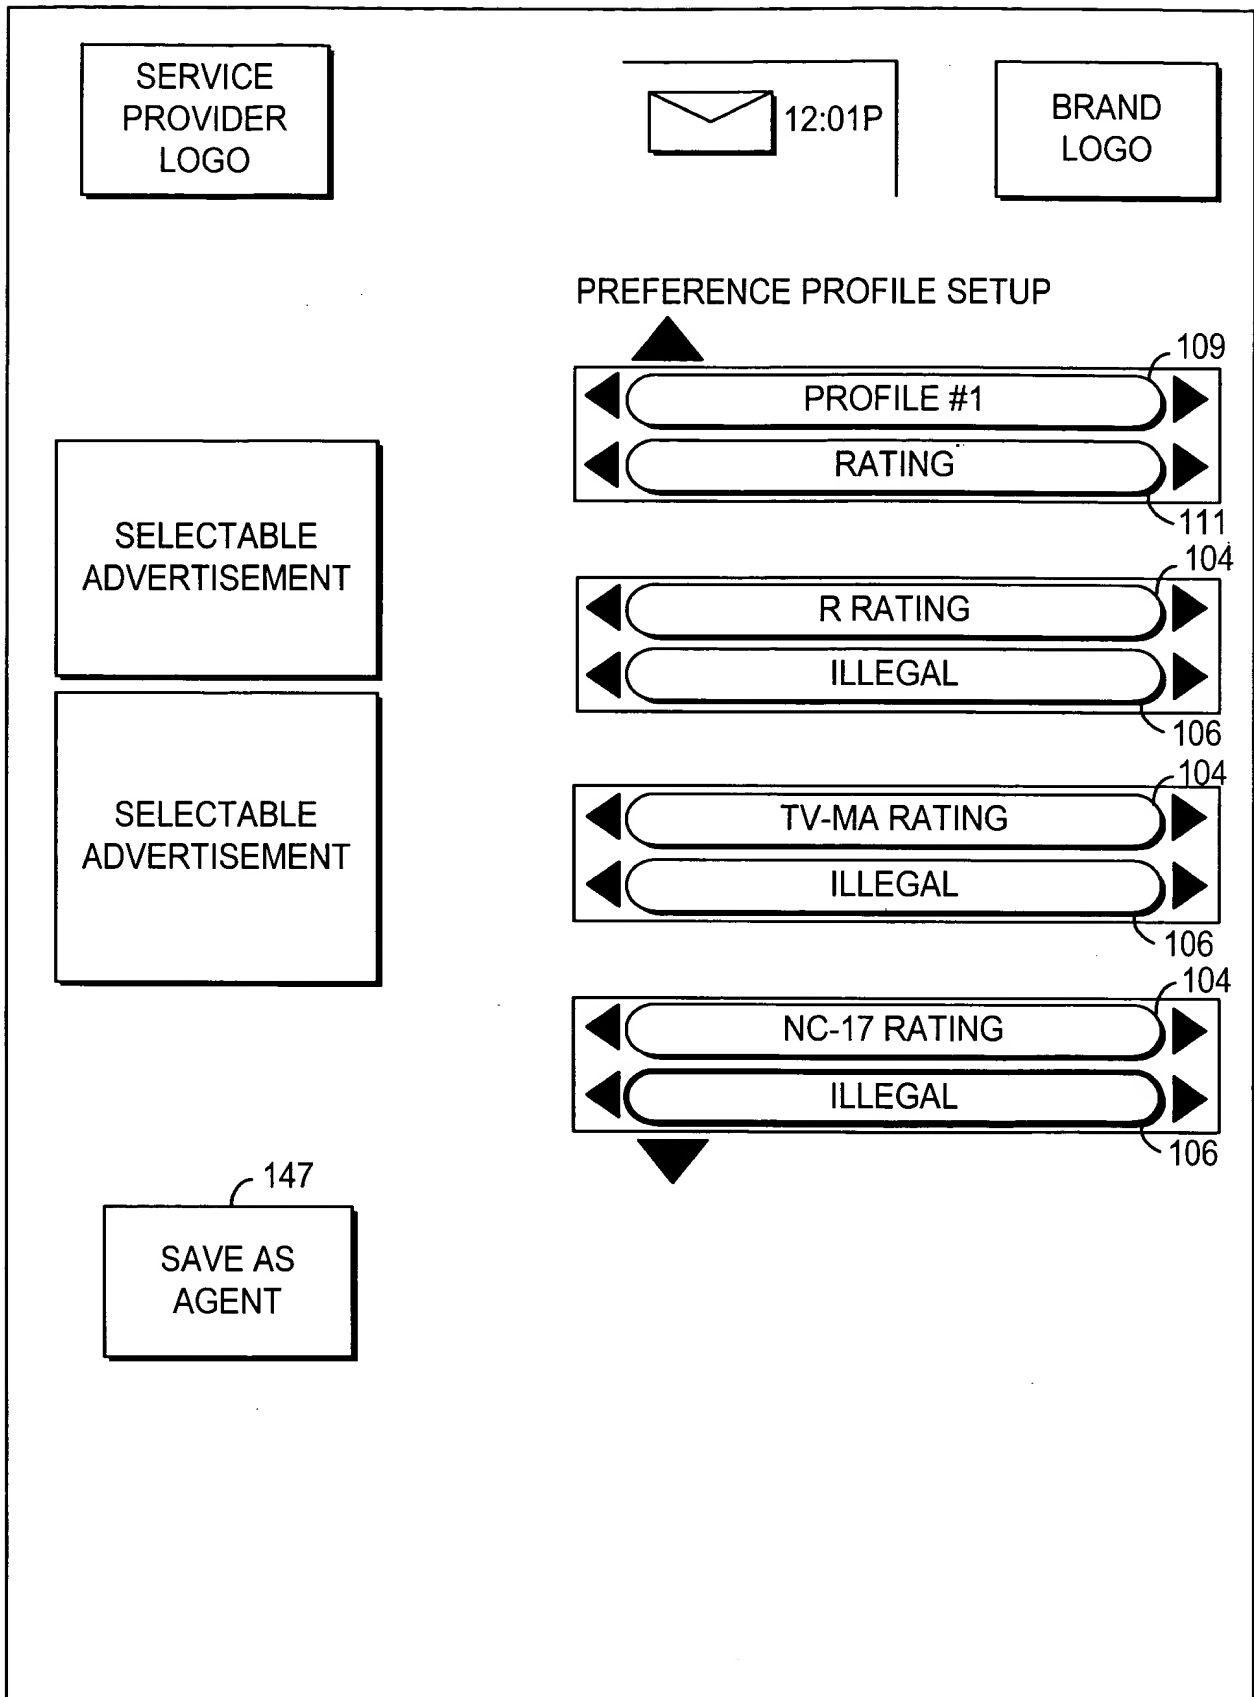 SERVICE
PROVIDER
LOGO
12:01P
BRAND
LOGO
PREFERENCE PROFILE SETUP
109
PROFILE #1
RATING
111
SELECTABLE
ADVERTISEMENT
104
R RATING
ILLEGAL
106
SELECTABLE
ADVERTISEMENT
104
TV-MA RATING
ILLEGAL
106
104
NC-17 RATING
ILLEGAL
106
147
SAVE AS
AGENT